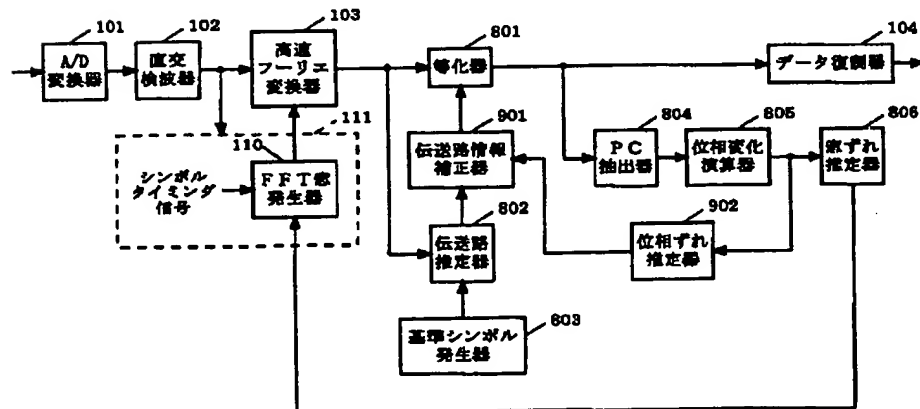 101
102
103
801
104
A/D
変換器
直交
検波器
高速
フーリエ
変換器
等化器
データ復調器
111
110
901
804
805
806
シンボル
タイミング
信号
FFT窓
発生器
伝送路情報
補正器
PC
抽出器
位相変化
演算器
窓ずれ
推定器
802
902
伝送路
推定器
位相ずれ
推定器
803
基準シンボル
発生器